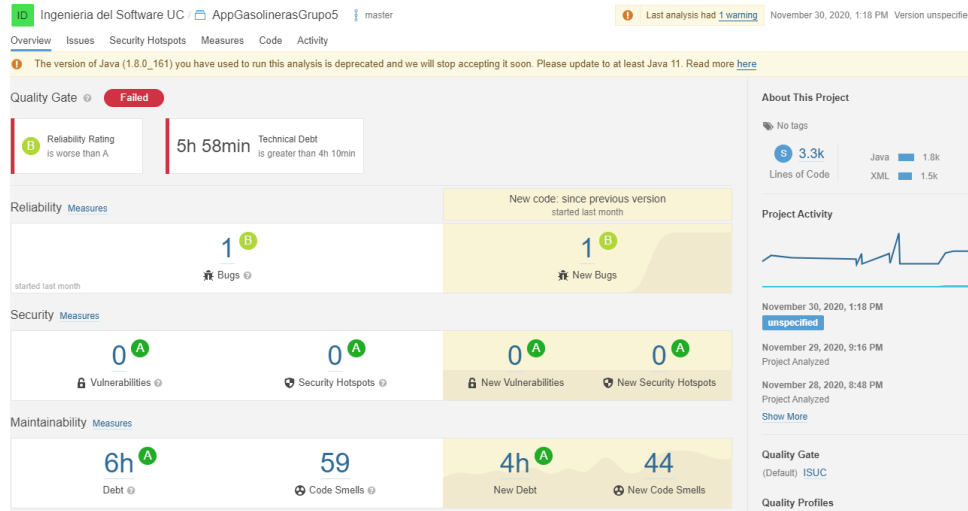 ID Ingenieria del Software UC / AppGasolinerasGrupo5 master
Last analysis had 1 warning November 30, 2020, 1:18 PM Version unspecifie
Overview Issues Security Hotspots Measures Code Activity
The version of Java (1.8.0_161) you have used to run this analysis is deprecated and we will stop accepting it soon. Please update to at least Java 11. Read more here
Quality Gate ? Failed
B Reliability Rating
is worse than A
5h 58min Technical Debt
is greater than 4h 10min
Reliability Measures
New code: since previous version
started last month
1 B
Bugs ?
started last month
1 B
New Bugs
Security Measures
0 A
Vulnerabilities ?
0 A
Security Hotspots ?
0 A
New Vulnerabilities
0 A
New Security Hotspots
Maintainability Measures
6h A
Debt ?
59
Code Smells ?
4h A
New Debt
44
New Code Smells
About This Project
No tags
S 3.3k
Lines of Code
Java 1.8k
XML 1.5k
Project Activity
November 30, 2020, 1:18 PM
unspecified
November 29, 2020, 9:16 PM
Project Analyzed
November 28, 2020, 8:48 PM
Project Analyzed
Show More
Quality Gate
(Default) ISUC
Quality Profiles